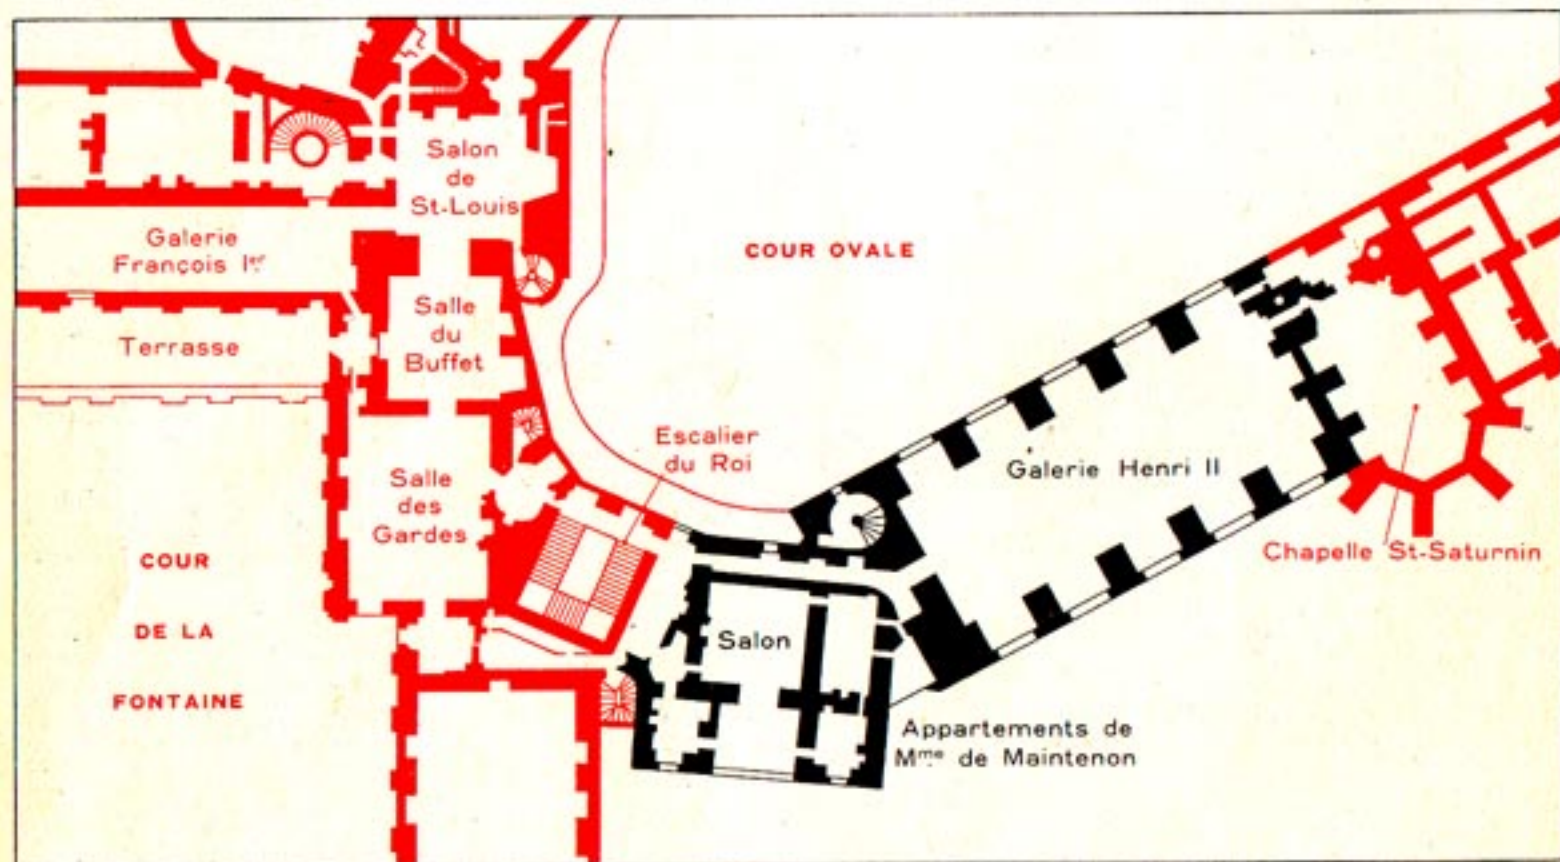 Salon
de
St-Louis
Galerie
François Ier
COUR OVALE
Salle
du
Buffet
Terrasse
Escalier
du Roi
Salle
des
Gardes
Galerie Henri II
Chapelle St-Saturnin
COUR
DE LA
FONTAINE
Salon
Appartements de
Mme de Maintenon